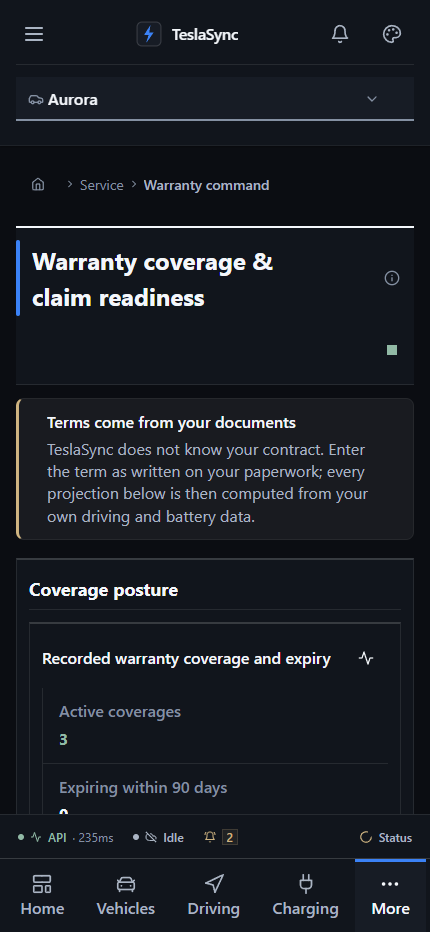 TeslaSync
Aurora
Service
Warranty command
Warranty coverage &
claim readiness
Terms come from your documents
TeslaSync does not know your contract. Enter
the term as written on your paperwork; every
projection below is then computed from your
own driving and battery data.
Coverage posture
Recorded warranty coverage and expiry
Active coverages
3
Expiring within 90 days
API · 235ms
Idle
2
Status
Home
Vehicles
Driving
Charging
More